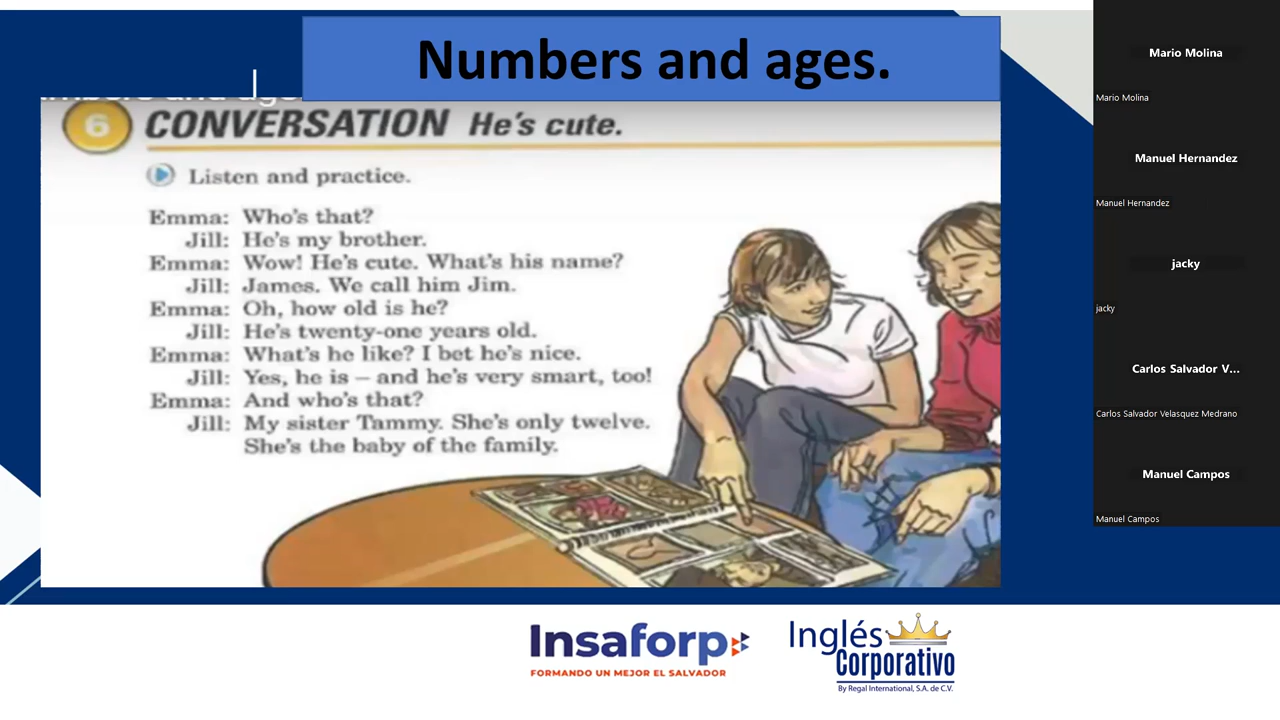 Numbers and ages.
6 CONVERSATION He's cute.
Listen and practice.
Emma: Who's that?
Jill: He's my brother.
Emma: Wow! He's cute. What's his name?
Jill: James. We call him Jim.
Emma: Oh, how old is he?
Jill: He's twenty-one years old.
Emma: What's he like? I bet he's nice.
Jill: Yes, he is – and he's very smart, too!
Emma: And who's that?
Jill: My sister Tammy. She's only twelve.
She's the baby of the family.
Insaforp
FORMANDO UN MEJOR EL SALVADOR
Inglés
Corporativo
By Regal International, S.A. de C.V.
Mario Molina
Mario Molina
Manuel Hernandez
Manuel Hernandez
jacky
jacky
Carlos Salvador V...
Carlos Salvador Velasquez Medrano
Manuel Campos
Manuel Campos